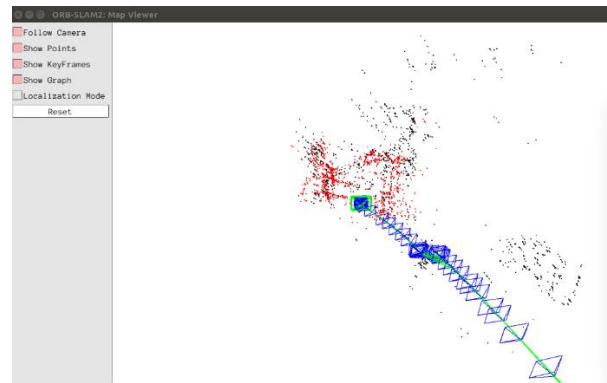 ORB-SLAM2: Map Viewer
Follow Camera
Show Points
Show KeyFrames
Show Graph
Localization Mode
Reset